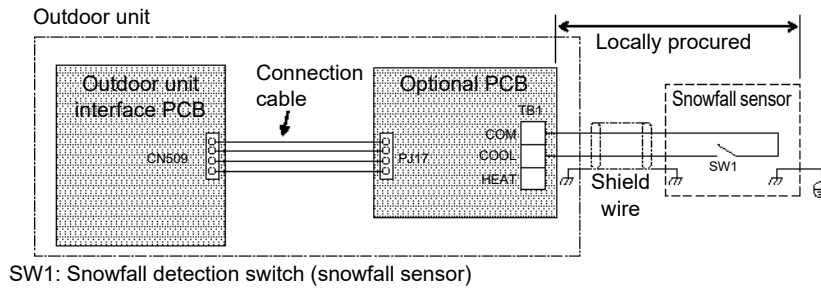 Outdoor unit
Locally procured
Outdoor unit
interface PCB
Connection
cable
Optional PCB
Snowfall sensor
TB1
COM
COOL
HEAT
CN509
PJ17
SW1
Shield
wire
SW1: Snowfall detection switch (snowfall sensor)